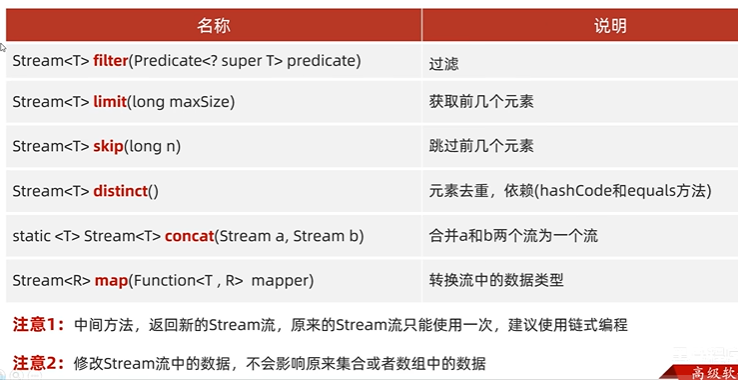 名称 说明
Stream<T> filter(Predicate<? super T> predicate) 过滤
Stream<T> limit(long maxSize) 获取前几个元素
Stream<T> skip(long n) 跳过前几个元素
Stream<T> distinct() 元素去重，依赖(hashCode和equals方法)
static <T> Stream<T> concat(Stream a, Stream b) 合并a和b两个流为一个流
Stream<R> map(Function<T , R> mapper) 转换流中的数据类型
注意1：中间方法，返回新的Stream流，原来的Stream流只能使用一次，建议使用链式编程
注意2：修改Stream流中的数据，不会影响原来集合或者数组中的数据
高级软